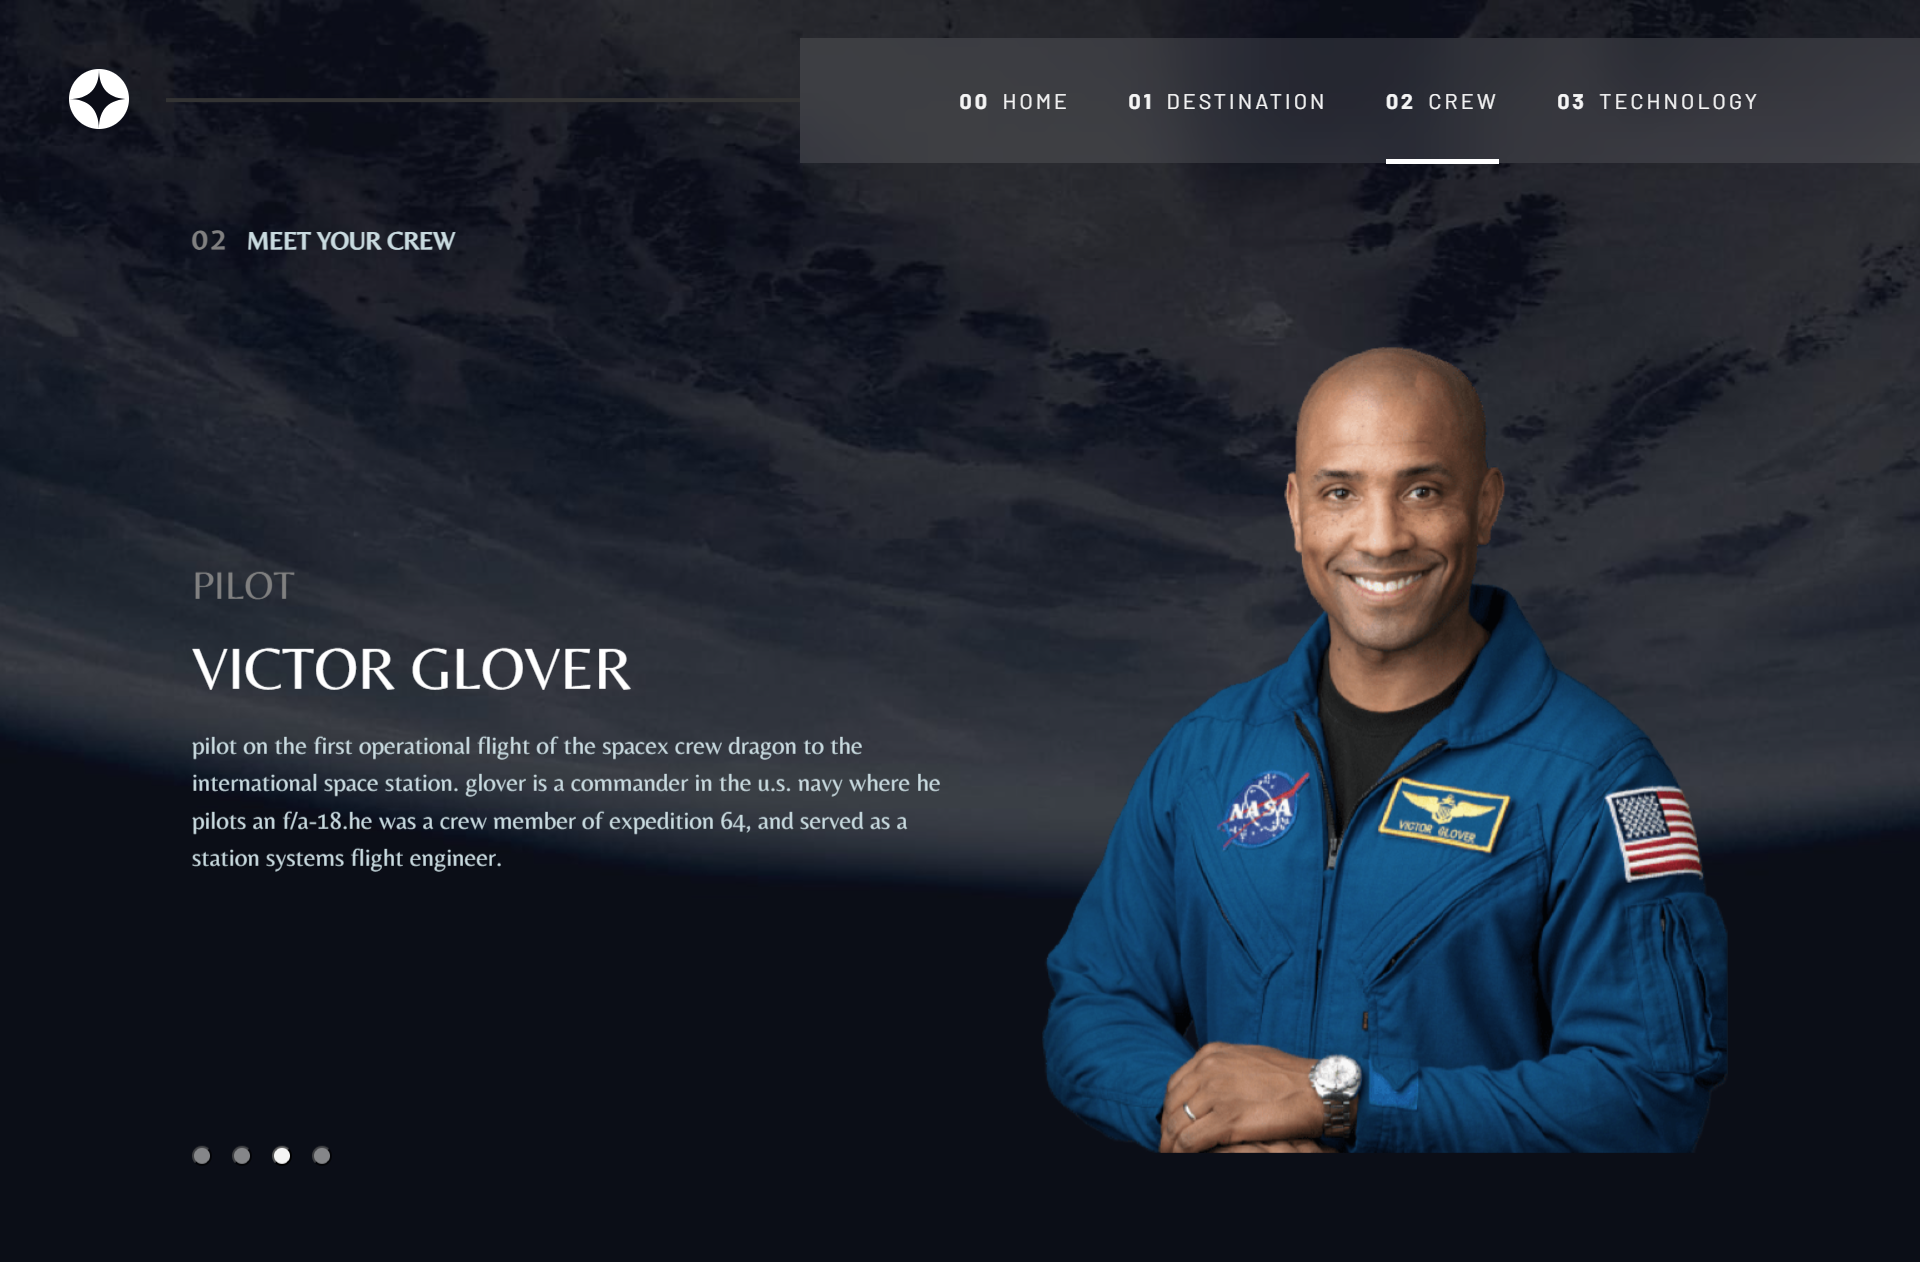 00 HOME 01 DESTINATION 02 CREW 03 TECHNOLOGY
02 MEET YOUR CREW
PILOT
VICTOR GLOVER
pilot on the first operational flight of the spacex crew dragon to the
international space station. glover is a commander in the u.s. navy where he
pilots an f/a-18.he was a crew member of expedition 64, and served as a
station systems flight engineer.
NASA
VICTOR GLOVER